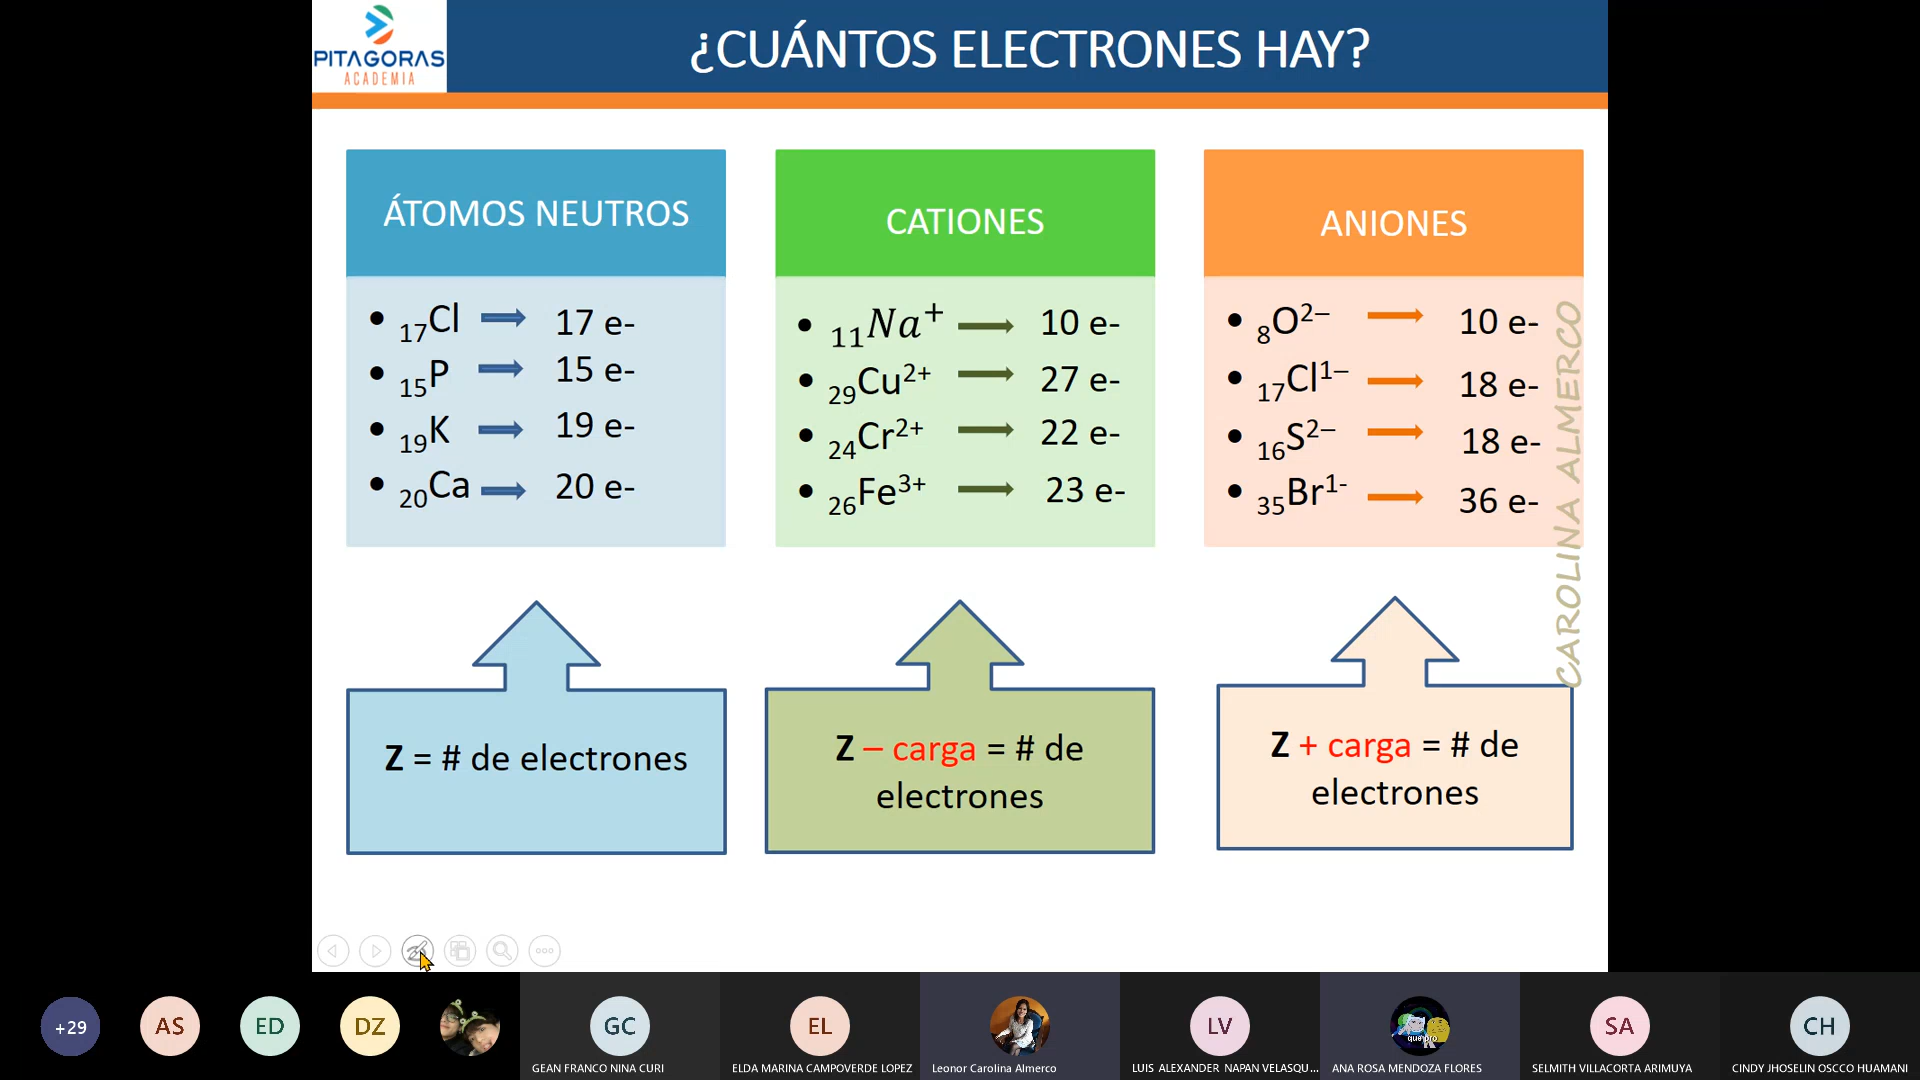 PITAGORAS
ACADEMIA
¿CUÁNTOS ELECTRONES HAY?
ÁTOMOS NEUTROS
• ₁₇Cl 17 e-
• ₁₅P 15 e-
• ₁₉K 19 e-
• ₂₀Ca 20 e-
Z = # de electrones
CATIONES
• ₁₁Na⁺ 10 e-
• ₂₉Cu²⁺ 27 e-
• ₂₄Cr²⁺ 22 e-
• ₂₆Fe³⁺ 23 e-
Z – carga = # de
electrones
ANIONES
• ₈O²⁻ 10 e-
• ₁₇Cl¹⁻ 18 e-
• ₁₆S²⁻ 18 e-
• ₃₅Br¹⁻ 36 e-
Z + carga = # de
electrones
CAROLINA ALMERCO
+29
AS
ED
DZ
GC
GEAN FRANCO NINA CURI
EL
ELDA MARINA CAMPOVERDE LOPEZ
Leonor Carolina Almerco
LV
LUIS ALEXANDER NAPAN VELASQU...
que pro
ANA ROSA MENDOZA FLORES
SA
SELMITH VILLACORTA ARIMUYA
CH
CINDY JHOSELIN OSCCO HUAMANI